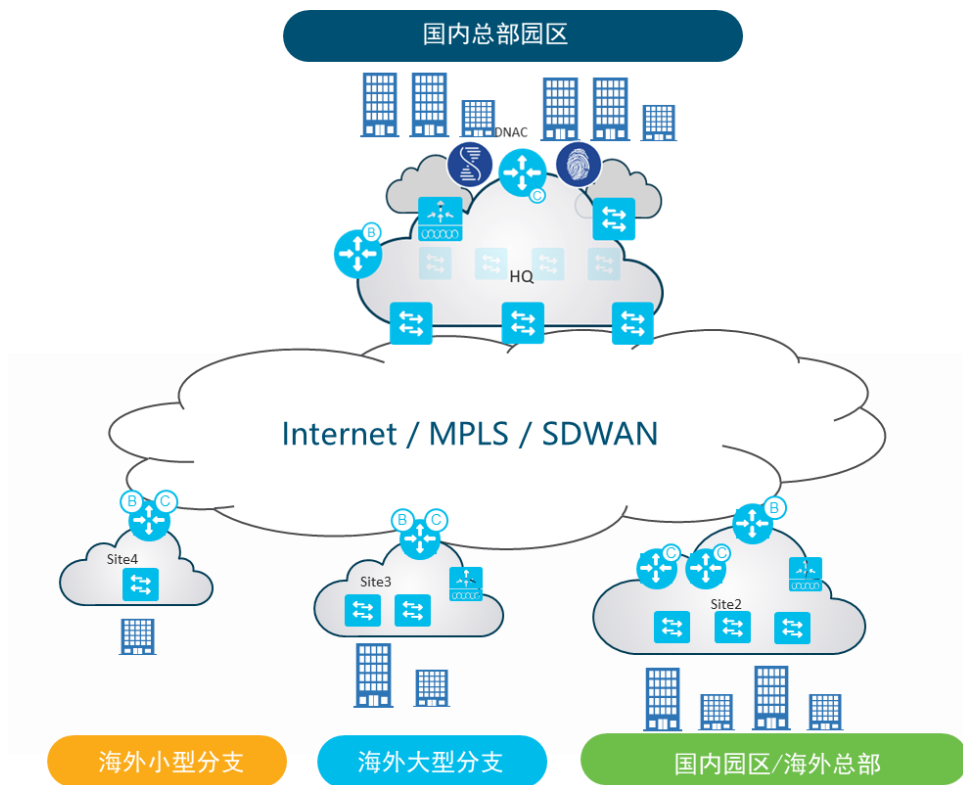 国内总部园区
DNAC
C
B
HQ
Internet / MPLS / SDWAN
B
C
Site4
B
C
Site3
B
C
C
Site2
海外小型分支
海外大型分支
国内园区/海外总部